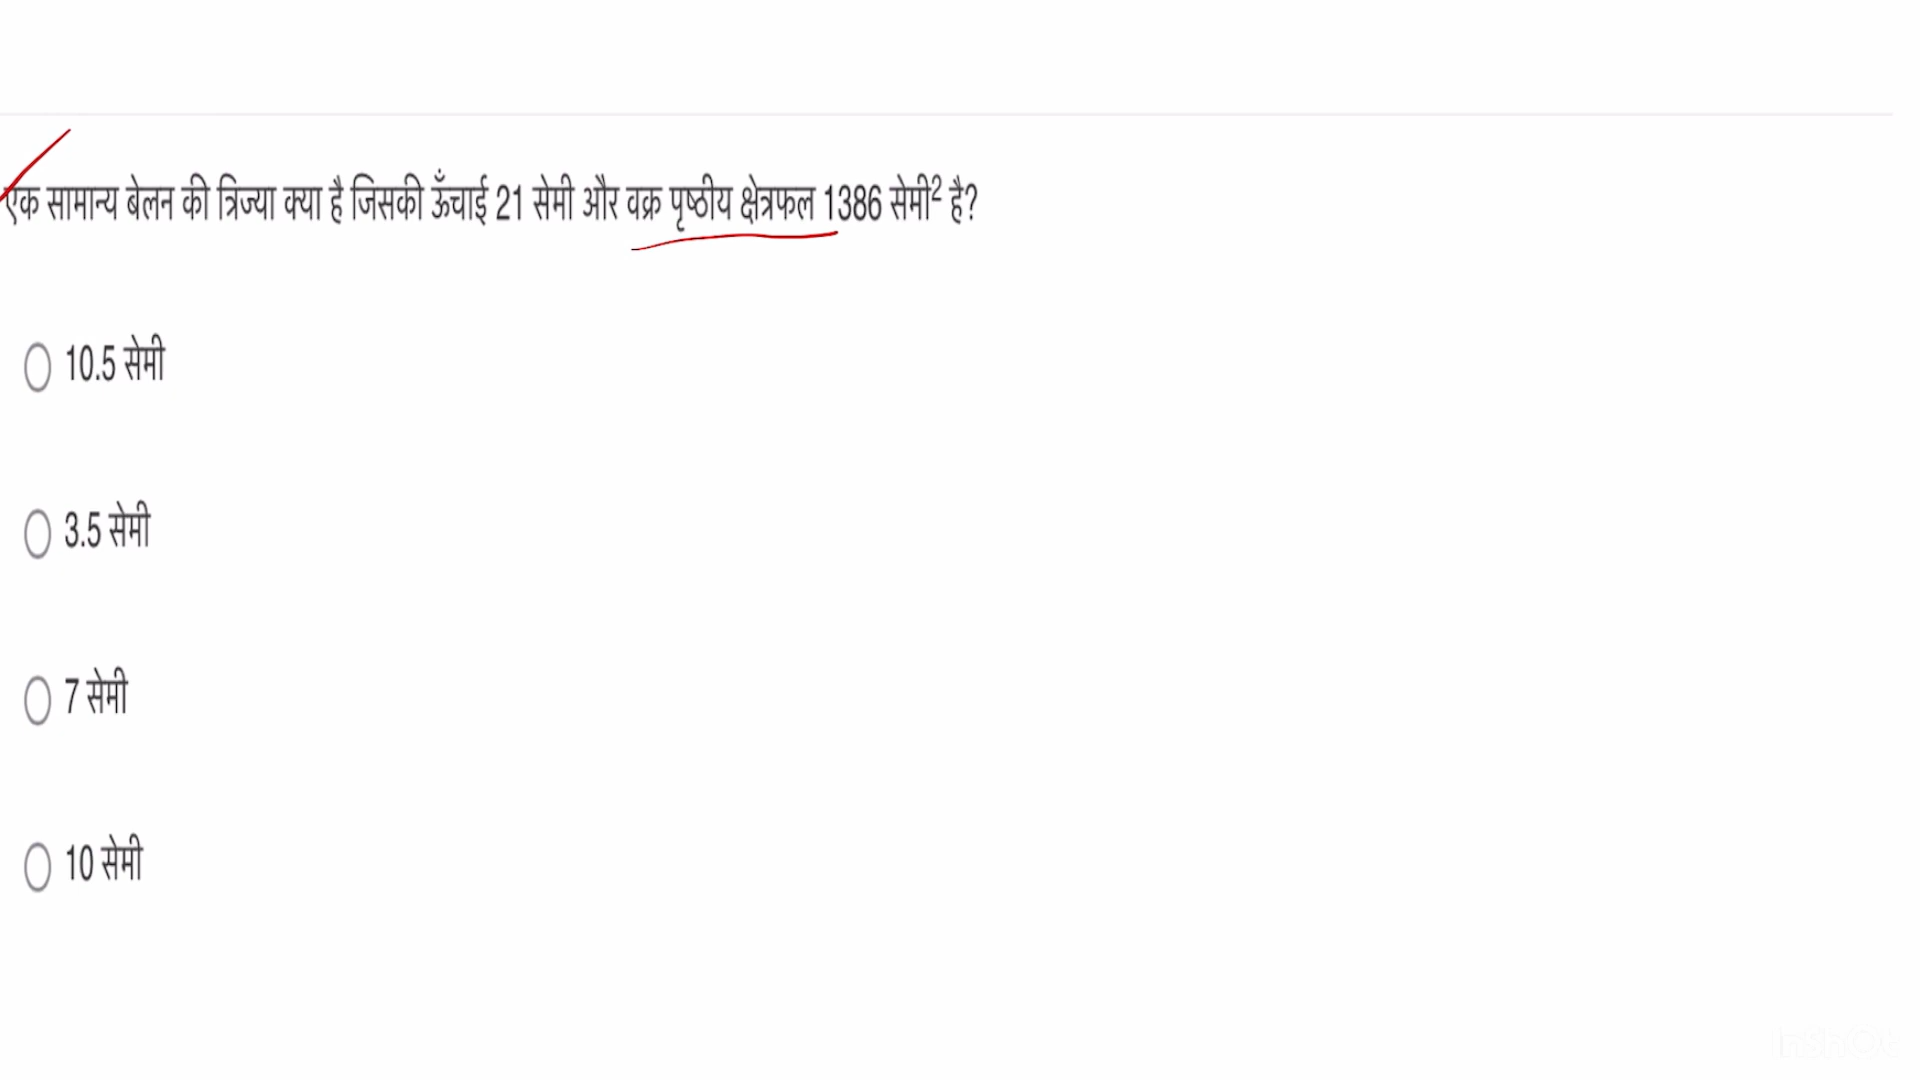 एक सामान्य बेलन की त्रिज्या क्या है जिसकी ऊँचाई 21 सेमी और वक्र पृष्ठीय क्षेत्रफल 1386 सेमी² है?
10.5 सेमी
3.5 सेमी
7 सेमी
10 सेमी